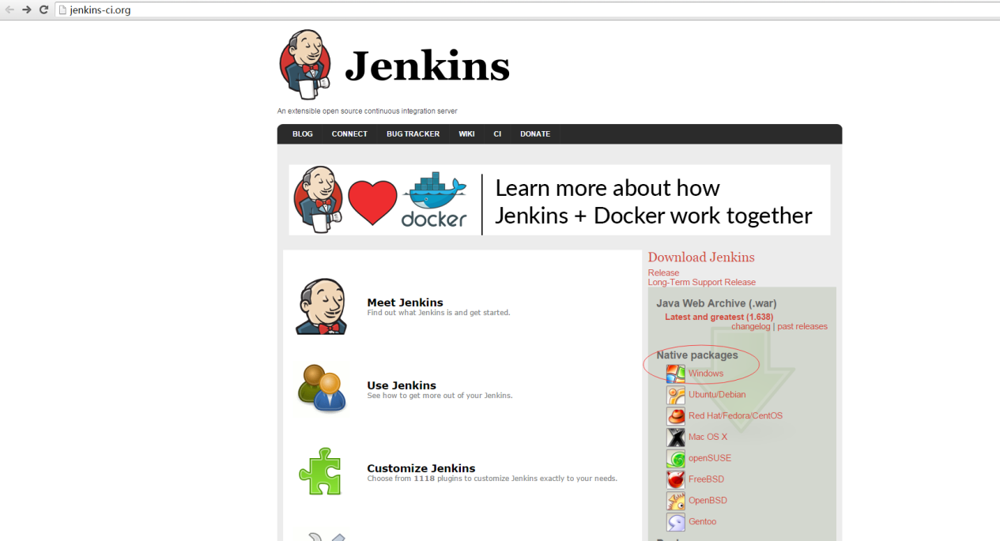 jenkins-ci.org
Jenkins
An extensible open source continuous integration server
BLOG CONNECT BUG TRACKER WIKI CI DONATE
docker
Learn more about how
Jenkins + Docker work together
Meet Jenkins
Find out what Jenkins is and get started.
Use Jenkins
See how to get more out of your Jenkins.
Customize Jenkins
Choose from 1118 plugins to customize Jenkins exactly to your needs.
Download Jenkins
Release
Long-Term Support Release
Java Web Archive (.war)
Latest and greatest (1.638)
changelog | past releases
Native packages
Windows
Ubuntu/Debian
Red Hat/Fedora/CentOS
Mac OS X
openSUSE
FreeBSD
OpenBSD
Gentoo